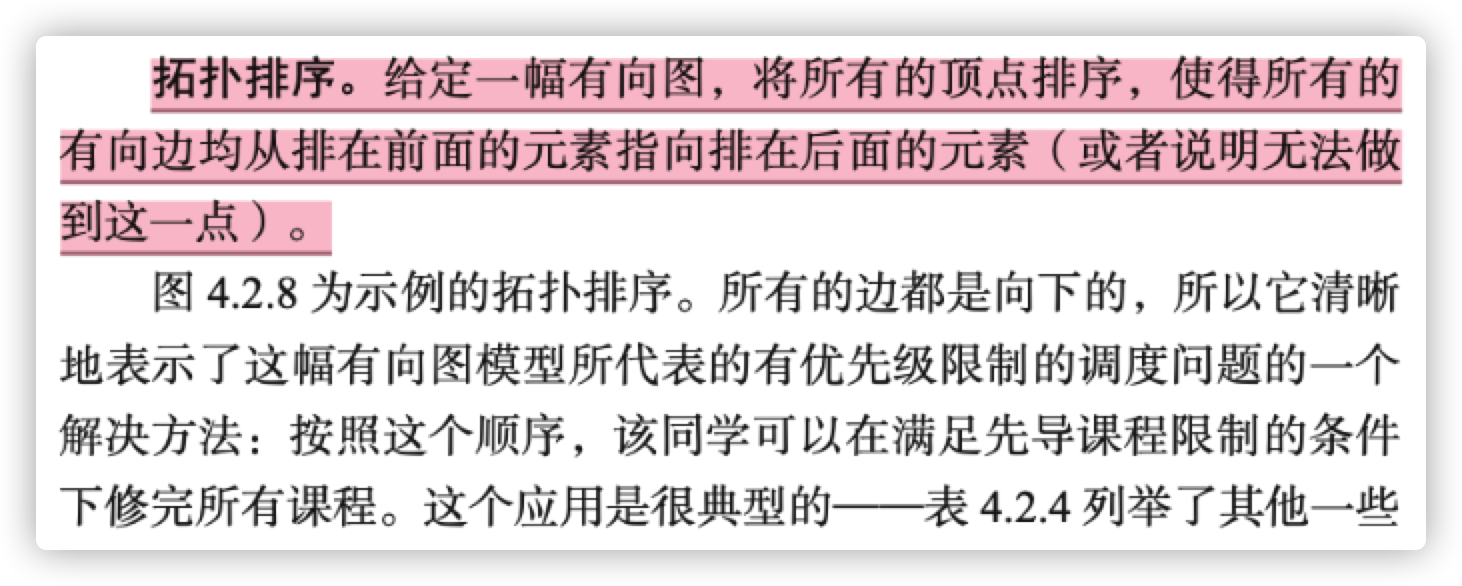 拓扑排序。给定一幅有向图，将所有的顶点排序，使得所有的
有向边均从排在前面的元素指向排在后面的元素（或者说明无法做
到这一点）。
图 4.2.8 为示例的拓扑排序。所有的边都是向下的，所以它清晰
地表示了这幅有向图模型所代表的有优先级限制的调度问题的一个
解决方法：按照这个顺序，该同学可以在满足先导课程限制的条件
下修完所有课程。这个应用是很典型的——表 4.2.4 列举了其他一些